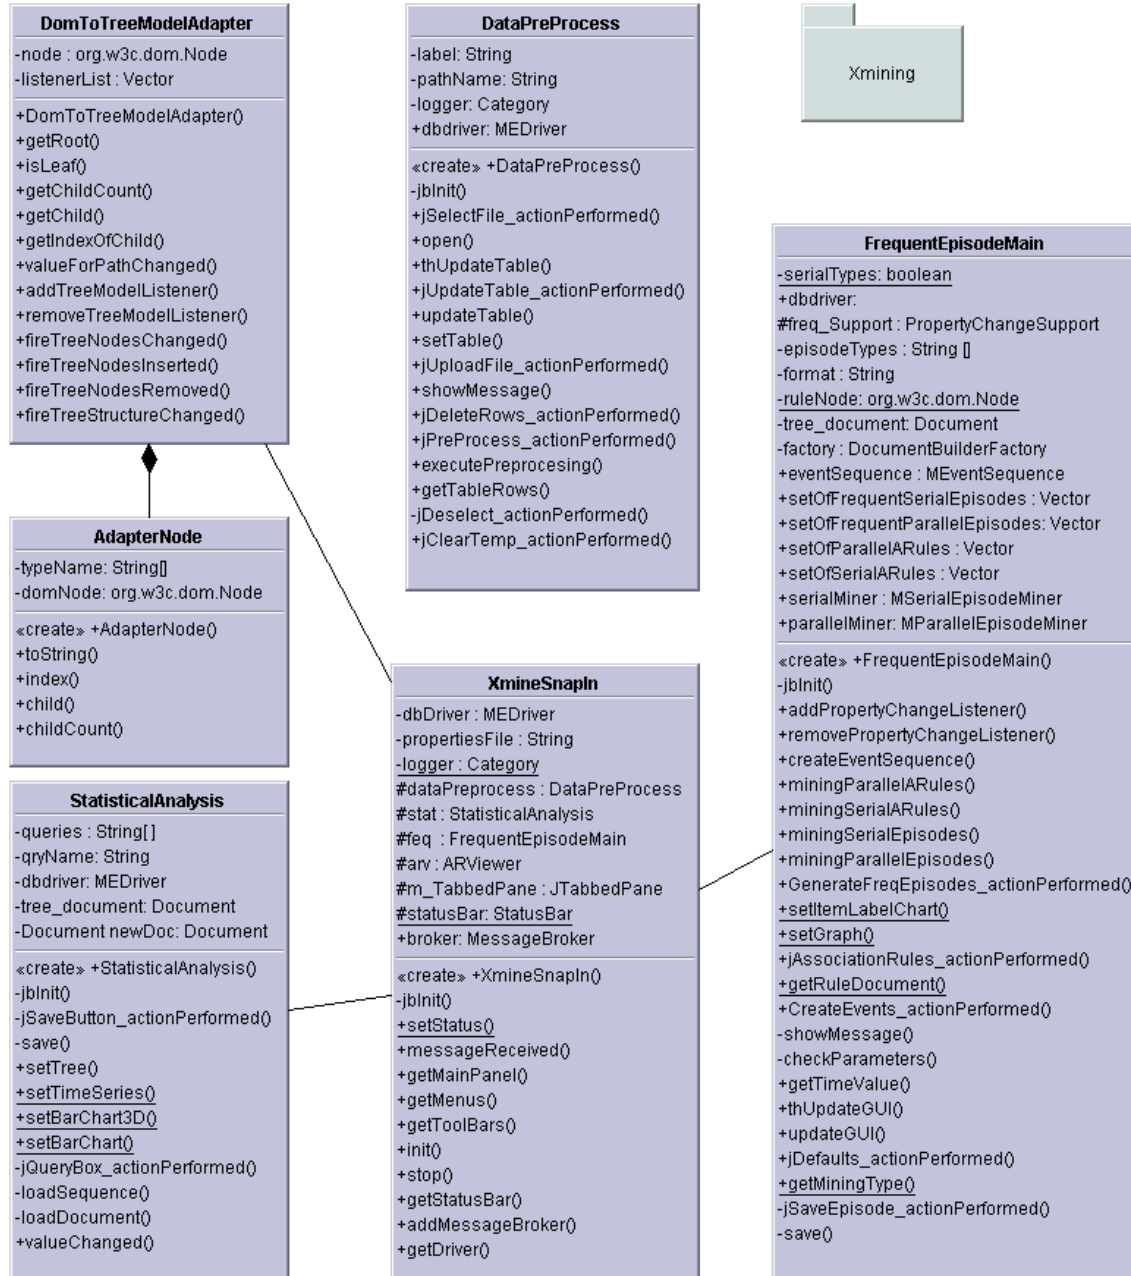 DomToTreeModelAdapter
-node : org.w3c.dom.Node
-listenerList : Vector
+DomToTreeModelAdapter()
+getRoot()
+isLeaf()
+getChildCount()
+getChild()
+getIndexOfChild()
+valueForPathChanged()
+addTreeModelListener()
+removeTreeModelListener()
+fireTreeNodesChanged()
+fireTreeNodesInserted()
+fireTreeNodesRemoved()
+fireTreeStructureChanged()
DataPreProcess
-label: String
-pathName: String
-logger: Category
+dbdriver: MEDriver
«create» +DataPreProcess()
-jbInit()
+jSelectFile_actionPerformed()
+open()
+thUpdateTable()
+jUpdateTable_actionPerformed()
+updateTable()
+setTable()
+jUploadFile_actionPerformed()
+showMessage()
+jDeleteRows_actionPerformed()
+jPreProcess_actionPerformed()
+executePreprocesing()
+getTableRows()
-jDeselect_actionPerformed()
+jClearTemp_actionPerformed()
Xmining
AdapterNode
-typeName: String[]
-domNode: org.w3c.dom.Node
«create» +AdapterNode()
+toString()
+index()
+child()
+childCount()
StatisticalAnalysis
-queries : String[ ]
-qryName: String
-dbdriver: MEDriver
-tree_document: Document
-Document newDoc: Document
«create» +StatisticalAnalysis()
-jbInit()
-jSaveButton_actionPerformed()
-save()
+setTree()
+setTimeSeries()
+setBarChart3D()
+setBarChart()
-jQueryBox_actionPerformed()
-loadSequence()
-loadDocument()
+valueChanged()
XmineSnapIn
-dbDriver : MEDriver
-propertiesFile : String
-logger : Category
#dataPreprocess : DataPreProcess
#stat : StatisticalAnalysis
#feq : FrequentEpisodeMain
#arv : ARViewer
#m_TabbedPane : JTabbedPane
#statusBar: StatusBar
+broker: MessageBroker
«create» +XmineSnapIn()
-jbInit()
+setStatus()
+messageReceived()
+getMainPanel()
+getMenus()
+getToolBars()
+init()
+stop()
+getStatusBar()
+addMessageBroker()
+getDriver()
FrequentEpisodeMain
-serialTypes: boolean
+dbdriver:
#freq_Support : PropertyChangeSupport
-episodeTypes : String []
-format : String
-ruleNode: org.w3c.dom.Node
-tree_document: Document
-factory : DocumentBuilderFactory
+eventSequence : MEventSequence
+setOfFrequentSerialEpisodes : Vector
+setOfFrequentParallelEpisodes: Vector
+setOfParallelARules : Vector
+setOfSerialARules : Vector
+serialMiner : MSerialEpisodeMiner
+parallelMiner: MParallelEpisodeMiner
«create» +FrequentEpisodeMain()
-jbInit()
+addPropertyChangeListener()
+removePropertyChangeListener()
+createEventSequence()
+miningParallelARules()
+miningSerialARules()
+miningSerialEpisodes()
+miningParallelEpisodes()
+GenerateFreqEpisodes_actionPerformed()
+setItemLabelChart()
+setGraph()
+jAssociationRules_actionPerformed()
+getRuleDocument()
+CreateEvents_actionPerformed()
-showMessage()
-checkParameters()
+getTimeValue()
+thUpdateGUI()
+updateGUI()
+jDefaults_actionPerformed()
+getMiningType()
-jSaveEpisode_actionPerformed()
-save()